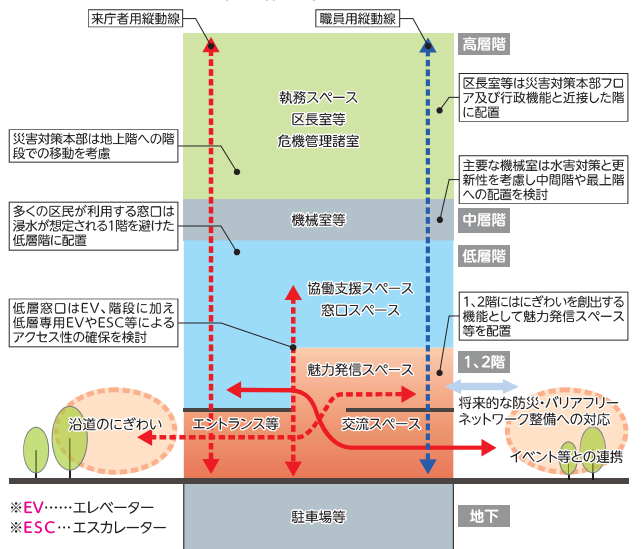 来庁者用縦動線
職員用縦動線
高層階
執務スペース
区長室等
危機管理諸室
区長室等は災害対策本部フロ
ア及び行政機能と近接した階
に配置
災害対策本部は地上階への階
段での移動を考慮
主要な機械室は水害対策と更
新性を考慮し中間階や最上階
への配置を検討
多くの区民が利用する窓口は
浸水が想定される1階を避けた
低層階に配置
機械室等
中層階
低層階
協働支援スペース
窓口スペース
低層窓口はEV、階段に加え
低層専用EVやESC等による
アクセス性の確保を検討
1、2階にはにぎわいを創出する
機能として魅力発信スペース
等を配置
魅力発信スペース
1、2階
将来的な防災・バリアフリー
ネットワーク整備への対応
沿道のにぎわい
エントランス等
交流スペース
イベント等との連携
※EV……エレベーター
※ESC…エスカレーター
駐車場等
地下